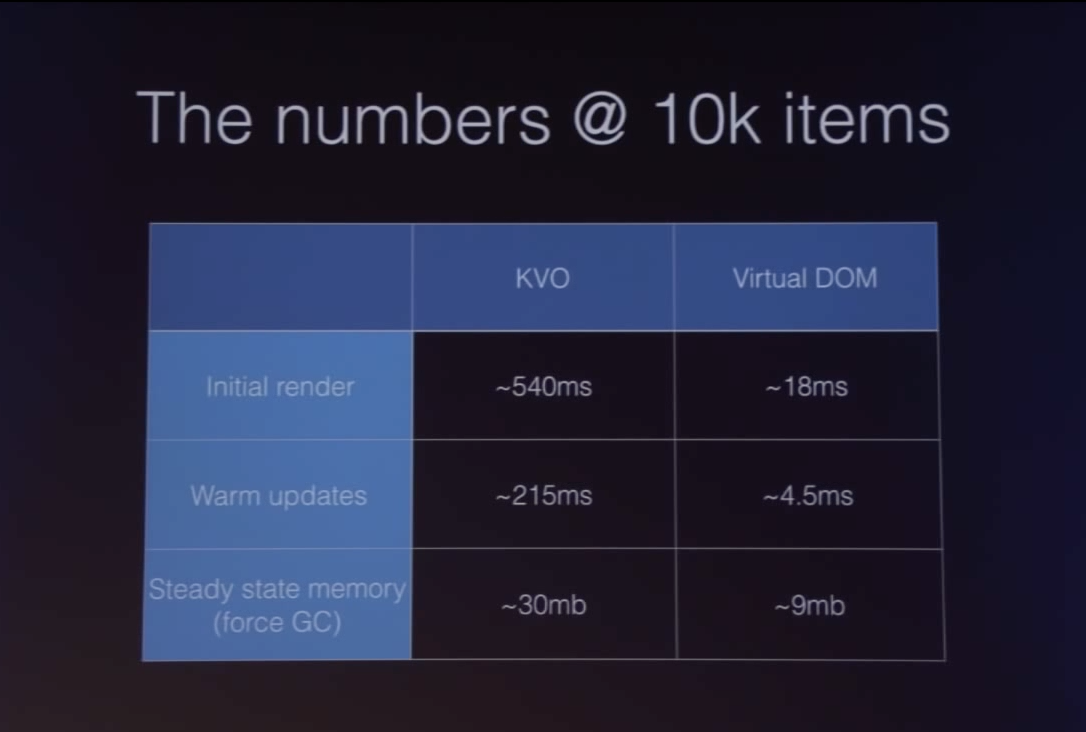 The numbers @ 10k items
KVO Virtual DOM
Initial render ~540ms ~18ms
Warm updates ~215ms ~4.5ms
Steady state memory
(force GC) ~30mb ~9mb